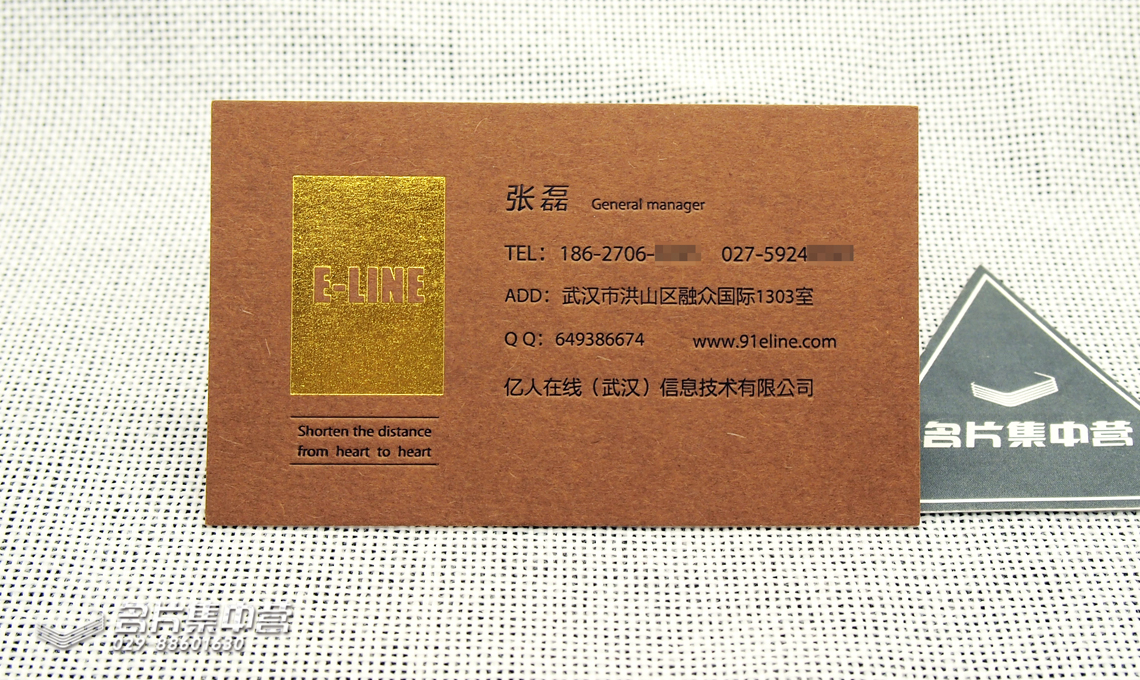 E-LINE
Shorten the distance
from heart to heart
张磊 General manager
TEL：186-2706- 027-5924
ADD：武汉市洪山区融众国际1303室
QQ：649386674 www.91eline.com
亿人在线（武汉）信息技术有限公司
名片集中营
名片集中营
029-88601680